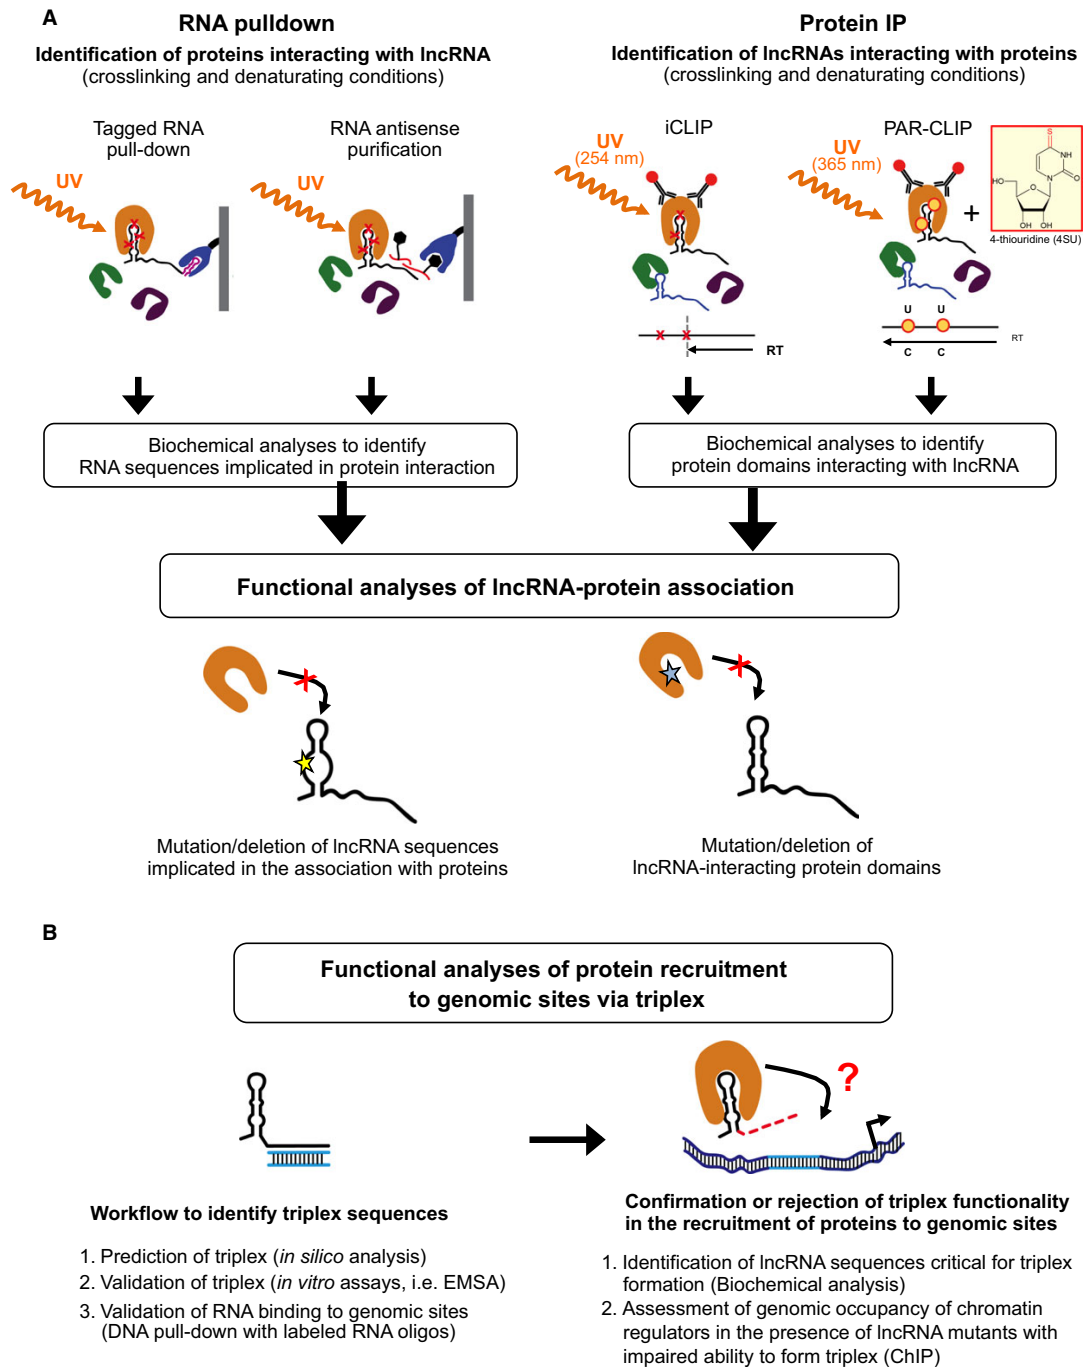 A
RNA pulldown
Identification of proteins interacting with lncRNA
(crosslinking and denaturating conditions)
Tagged RNA
pull-down
RNA antisense
purification
UV
UV
Protein IP
Identification of lncRNAs interacting with proteins
(crosslinking and denaturating conditions)
iCLIP
PAR-CLIP
UV
(254 nm)
UV
(365 nm)
+
S
NH
N
O
HO
O
OH OH
4-thiouridine (4SU)
RT
U U
C C
RT
Biochemical analyses to identify
RNA sequences implicated in protein interaction
Biochemical analyses to identify
protein domains interacting with lncRNA
Functional analyses of lncRNA-protein association
Mutation/deletion of lncRNA sequences
implicated in the association with proteins
Mutation/deletion of
lncRNA-interacting protein domains
B
Functional analyses of protein recruitment
to genomic sites via triplex
?
Workflow to identify triplex sequences
1. Prediction of triplex (in silico analysis)
2. Validation of triplex (in vitro assays, i.e. EMSA)
3. Validation of RNA binding to genomic sites
(DNA pull-down with labeled RNA oligos)
Confirmation or rejection of triplex functionality
in the recruitment of proteins to genomic sites
1. Identification of lncRNA sequences critical for triplex
formation (Biochemical analysis)
2. Assessment of genomic occupancy of chromatin
regulators in the presence of lncRNA mutants with
impaired ability to form triplex (ChIP)